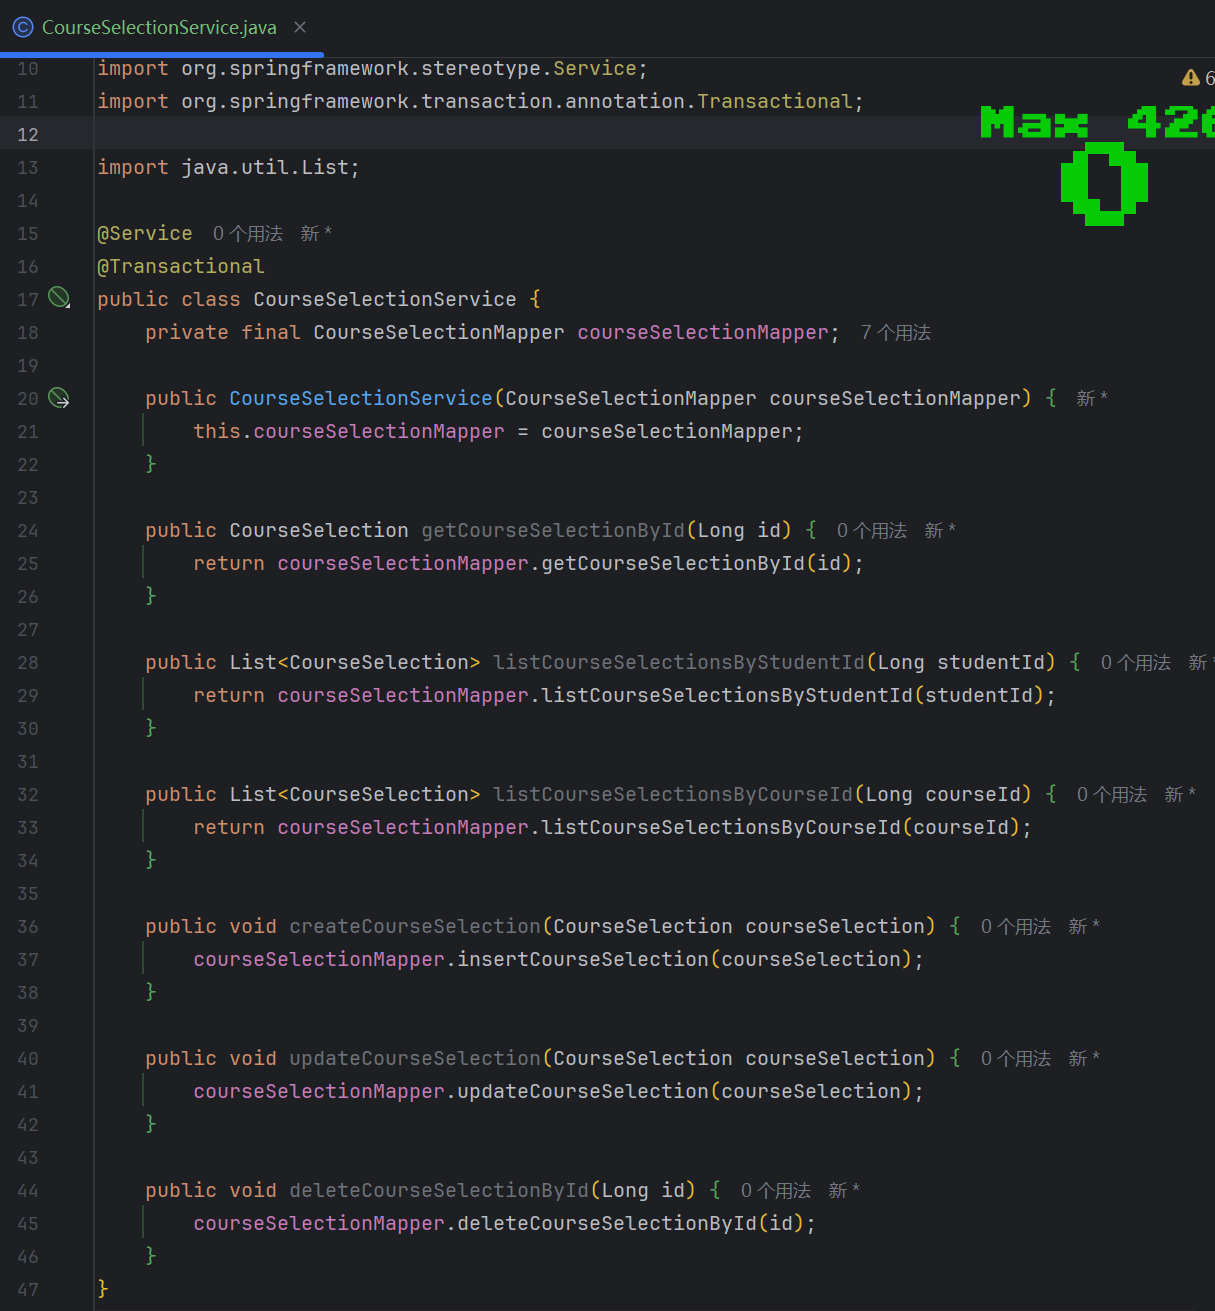 CourseSelectionService.java
10 import org.springframework.stereotype.Service;
11 import org.springframework.transaction.annotation.Transactional;
12
13 import java.util.List;
14
15 @Service 0 个用法 新 *
16 @Transactional
17 public class CourseSelectionService {
18 private final CourseSelectionMapper courseSelectionMapper; 7 个用法
19
20 public CourseSelectionService(CourseSelectionMapper courseSelectionMapper) { 新 *
21 this.courseSelectionMapper = courseSelectionMapper;
22 }
23
24 public CourseSelection getCourseSelectionById(Long id) { 0 个用法 新 *
25 return courseSelectionMapper.getCourseSelectionById(id);
26 }
27
28 public List<CourseSelection> listCourseSelectionsByStudentId(Long studentId) { 0 个用法 新 *
29 return courseSelectionMapper.listCourseSelectionsByStudentId(studentId);
30 }
31
32 public List<CourseSelection> listCourseSelectionsByCourseId(Long courseId) { 0 个用法 新 *
33 return courseSelectionMapper.listCourseSelectionsByCourseId(courseId);
34 }
35
36 public void createCourseSelection(CourseSelection courseSelection) { 0 个用法 新 *
37 courseSelectionMapper.insertCourseSelection(courseSelection);
38 }
39
40 public void updateCourseSelection(CourseSelection courseSelection) { 0 个用法 新 *
41 courseSelectionMapper.updateCourseSelection(courseSelection);
42 }
43
44 public void deleteCourseSelectionById(Long id) { 0 个用法 新 *
45 courseSelectionMapper.deleteCourseSelectionById(id);
46 }
47 }
6
Max 42
0